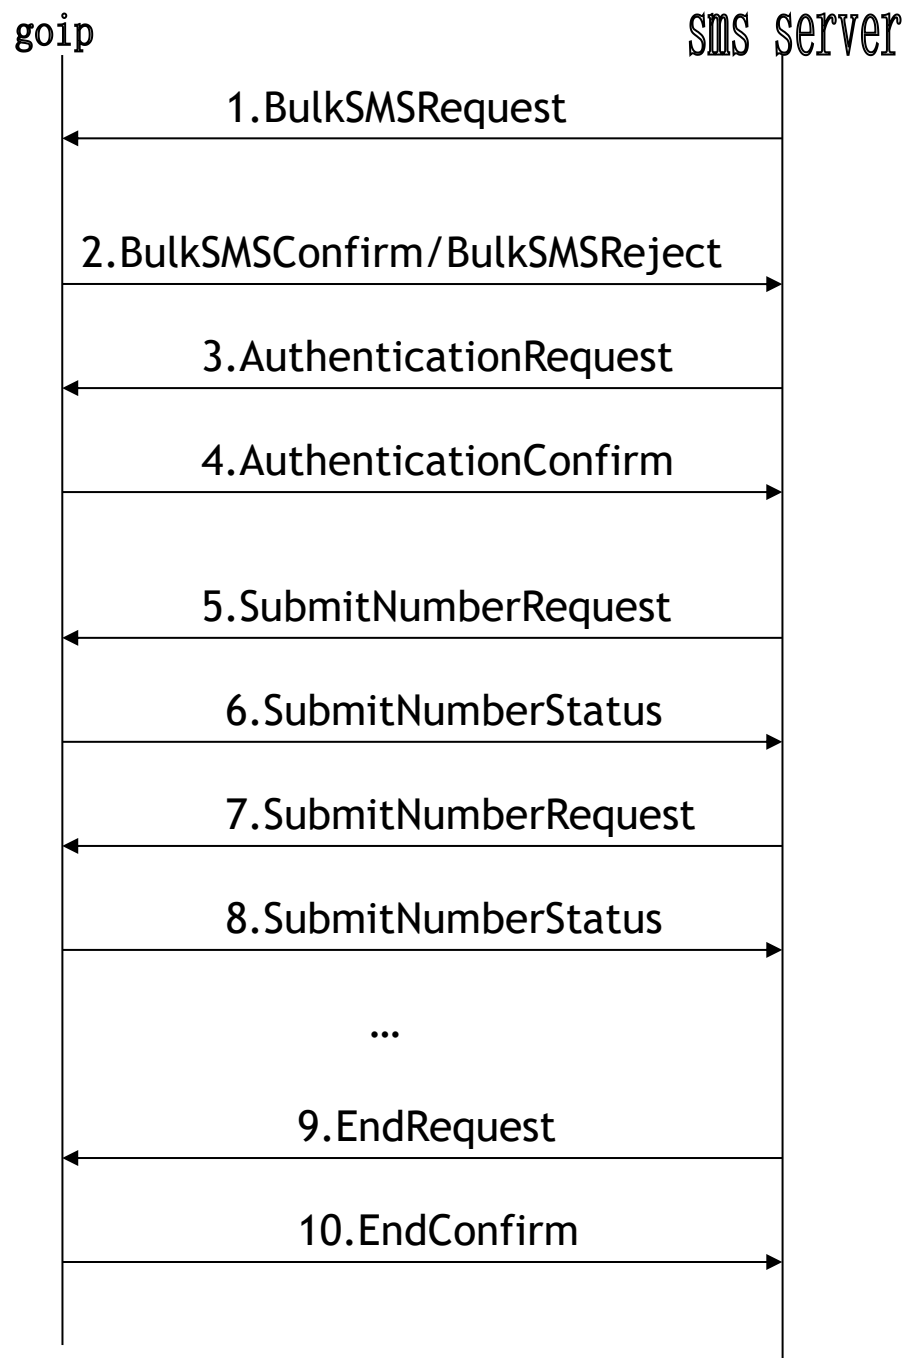 goip
sms server
1.BulkSMSRequest
2.BulkSMSConfirm/BulkSMSReject
3.AuthenticationRequest
4.AuthenticationConfirm
5.SubmitNumberRequest
6.SubmitNumberStatus
7.SubmitNumberRequest
8.SubmitNumberStatus
…
9.EndRequest
10.EndConfirm